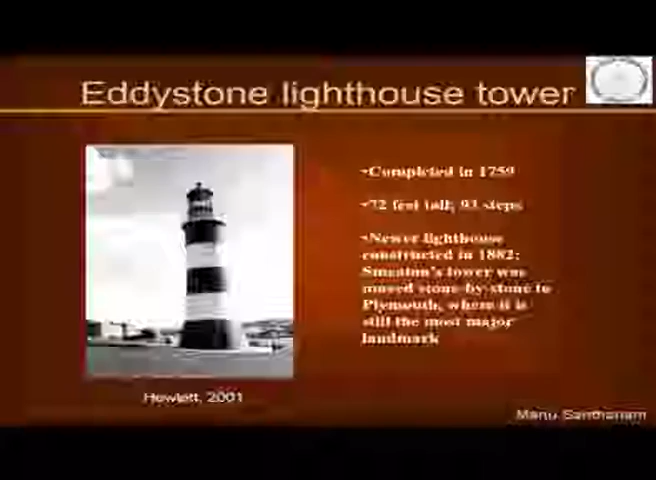 Eddystone lighthouse tower
•Completed in 1759
•72 feet tall; 93 steps
•Newer lighthouse
constructed in 1882;
Smeaton's tower was
moved stone-by-stone to
Plymouth, where it is
still the most major
landmark
Hewlett, 2001
Manu Santhanam